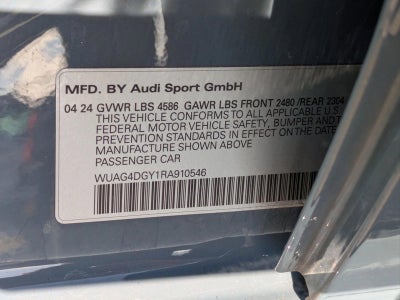 MFD. BY Audi Sport GmbH
04 24 GVWR LBS 4586 GAWR LBS FRONT 2480 /REAR 2304
THIS VEHICLE CONFORMS TO ALL APPLICABLE U.S.
FEDERAL MOTOR VEHICLE SAFETY, BUMPER AND
PREVENTION STANDARDS IN EFFECT ON THE DATE
MANUFACTURE SHOWN ABOVE
PASSENGER CAR
WUAG4DGY1RA910546